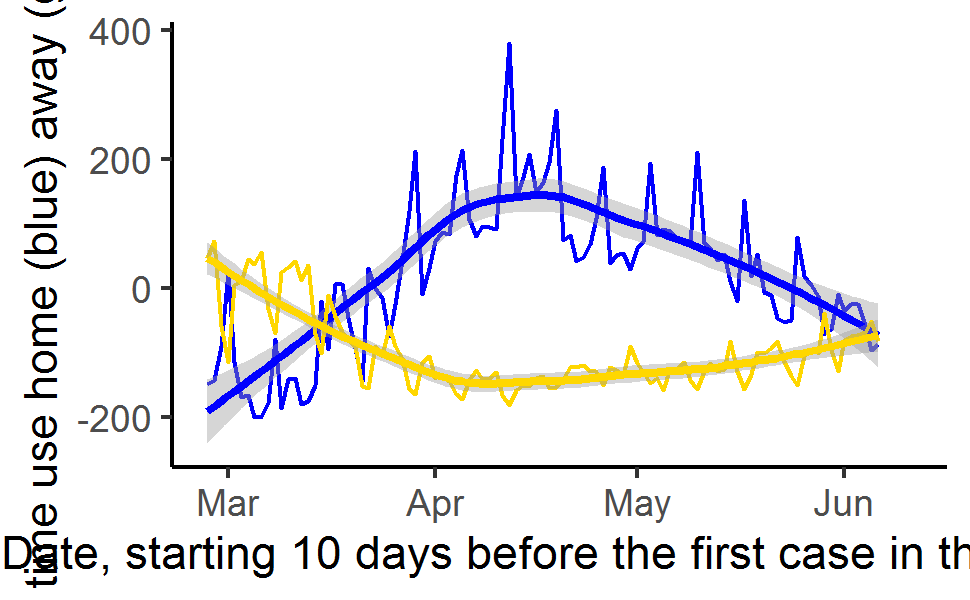 time use home (blue) away (
400
200
0
-200
Mar Apr May Jun
Date, starting 10 days before the first case in th